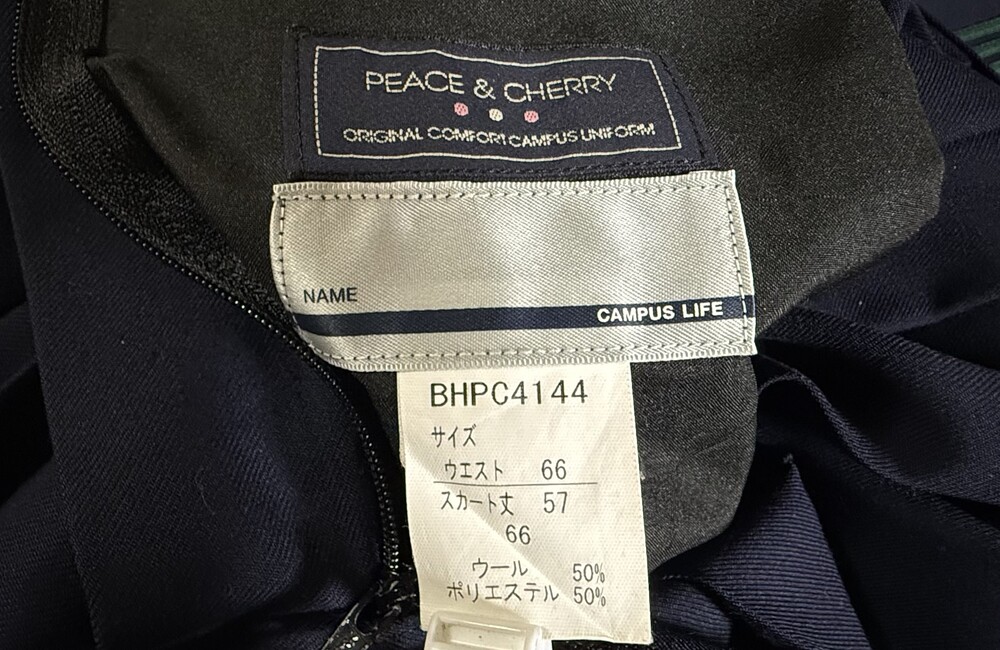 PEACE & CHERRY
ORIGINAL COMFORT CAMPUS UNIFORM
NAME
CAMPUS LIFE
BHPC4144
サイズ
ウエスト 66
スカート丈 57
66
ウール 50%
ポリエステル 50%